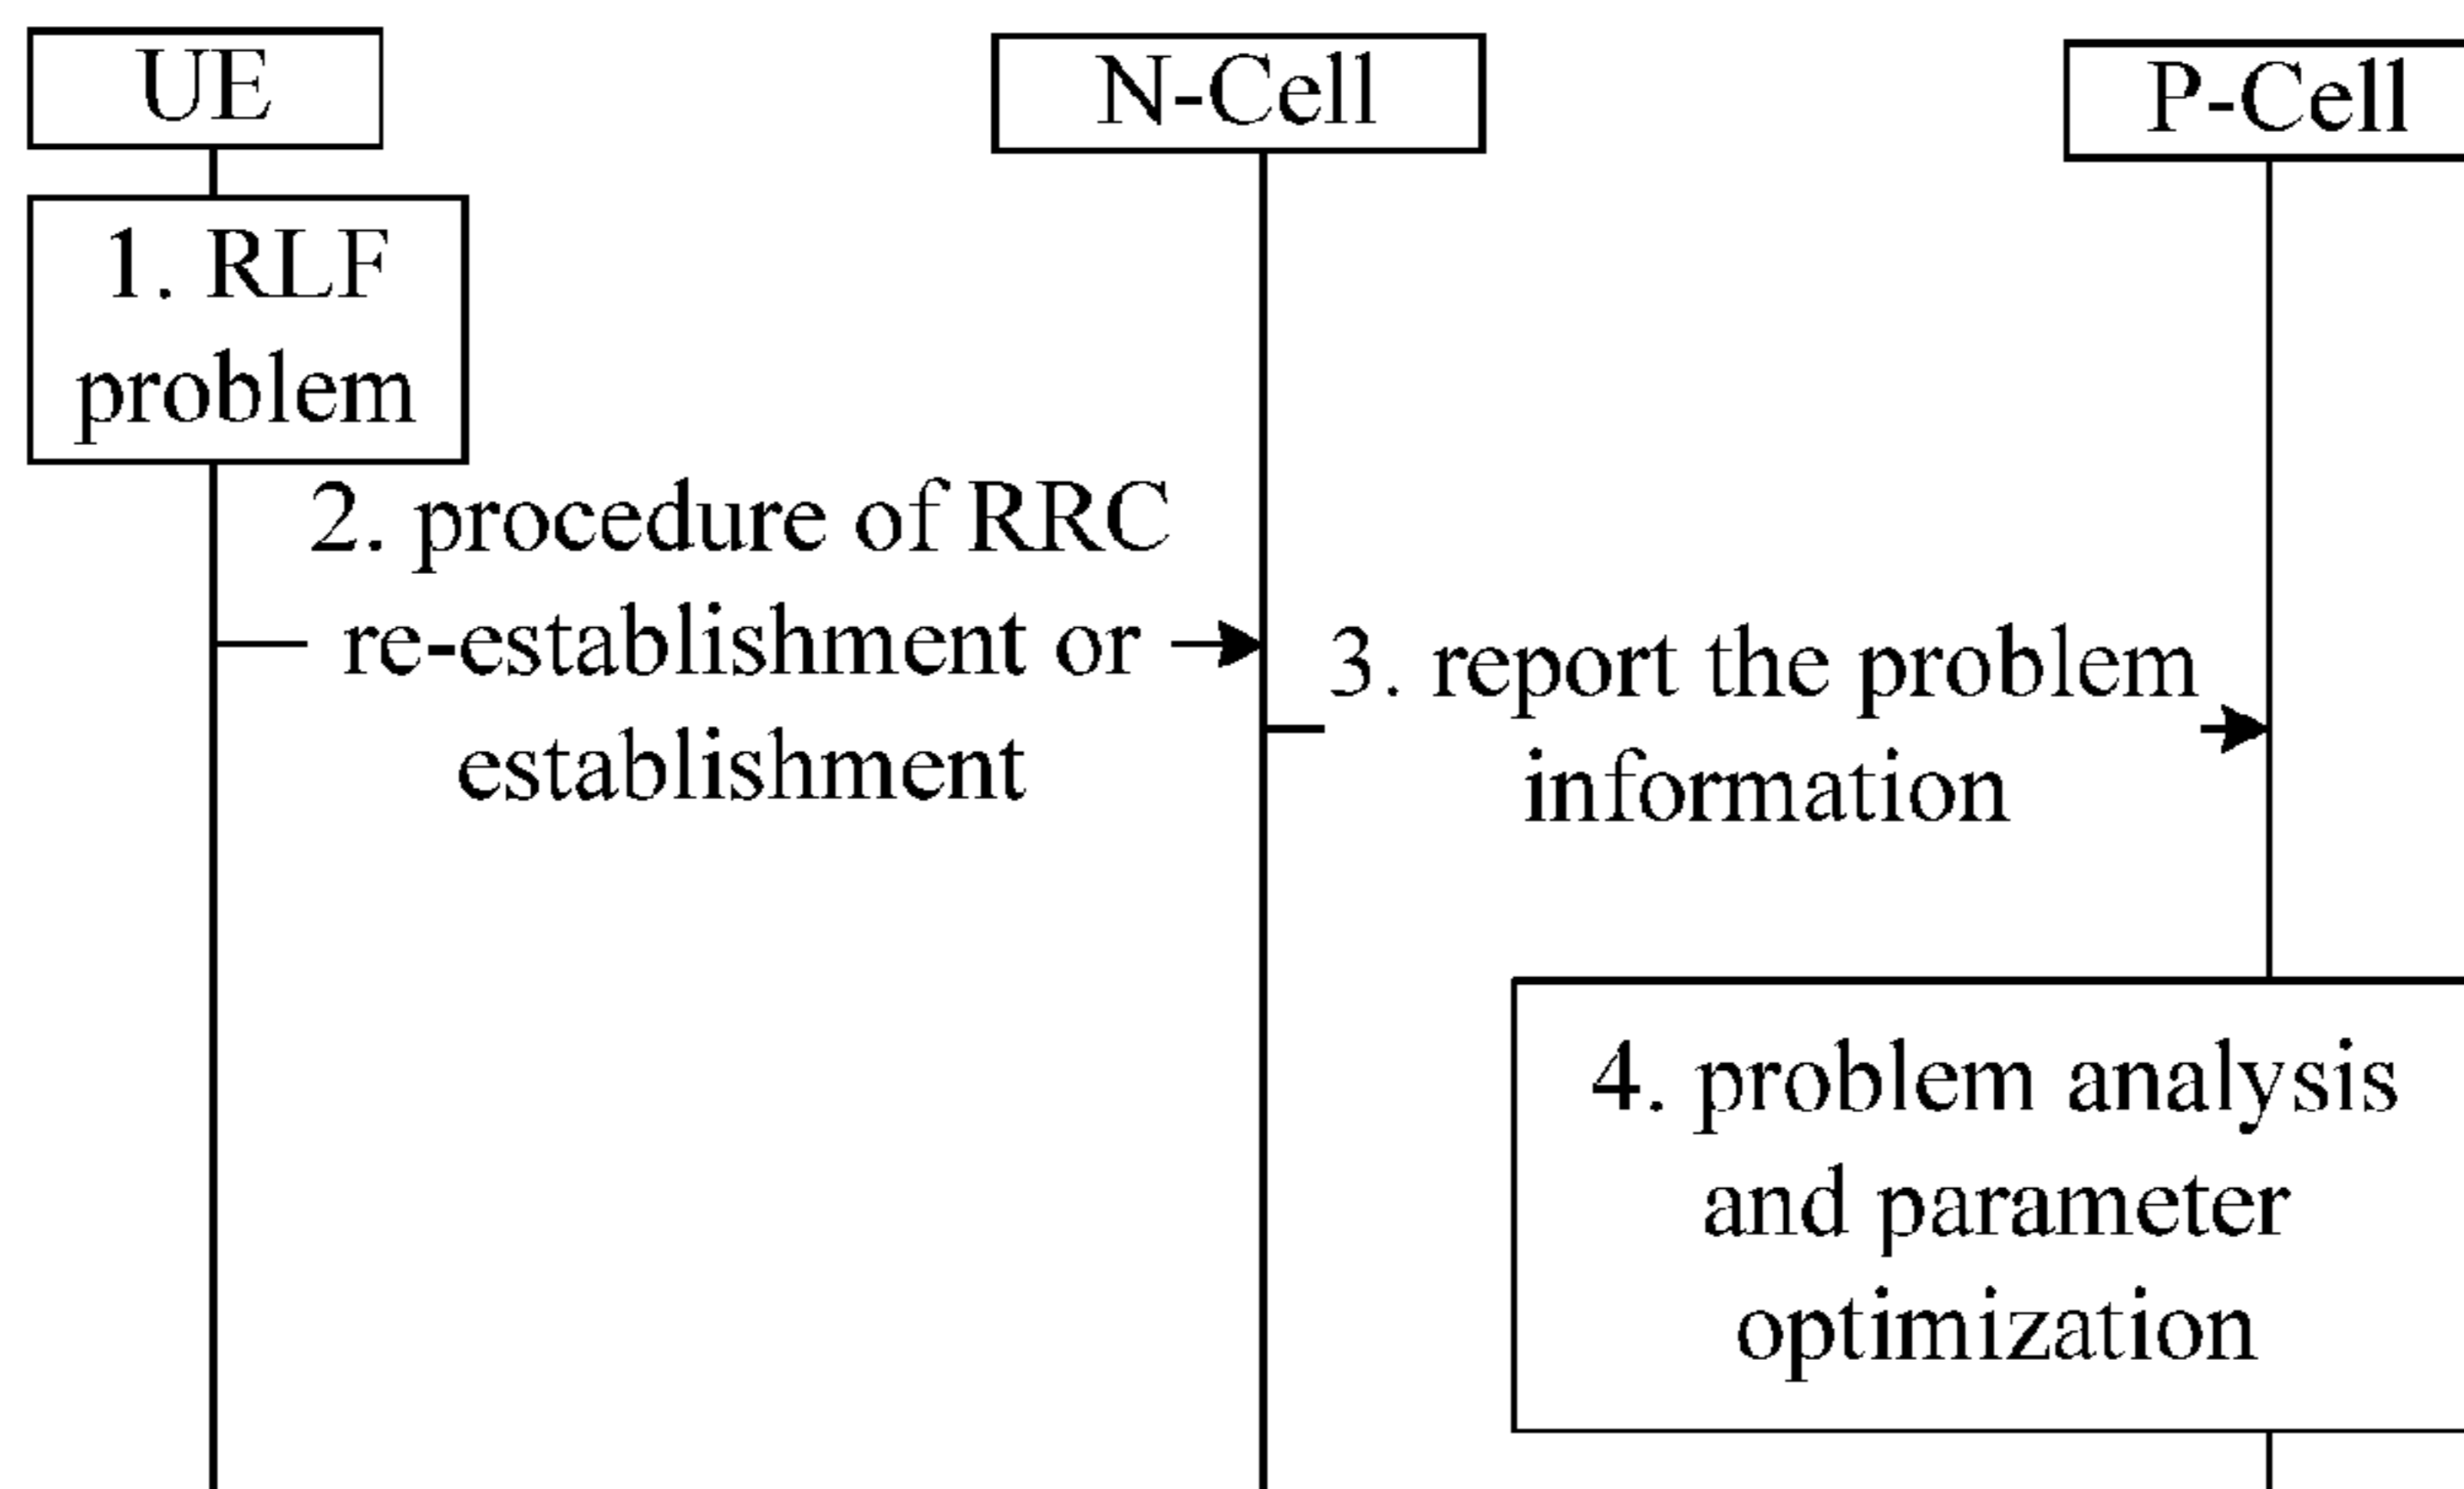 UE
N-Cell
P-Cell
1. RLF
problem
2. procedure of RRC
re-establishment or
establishment
3. report the problem
information
4. problem analysis
and parameter
optimization